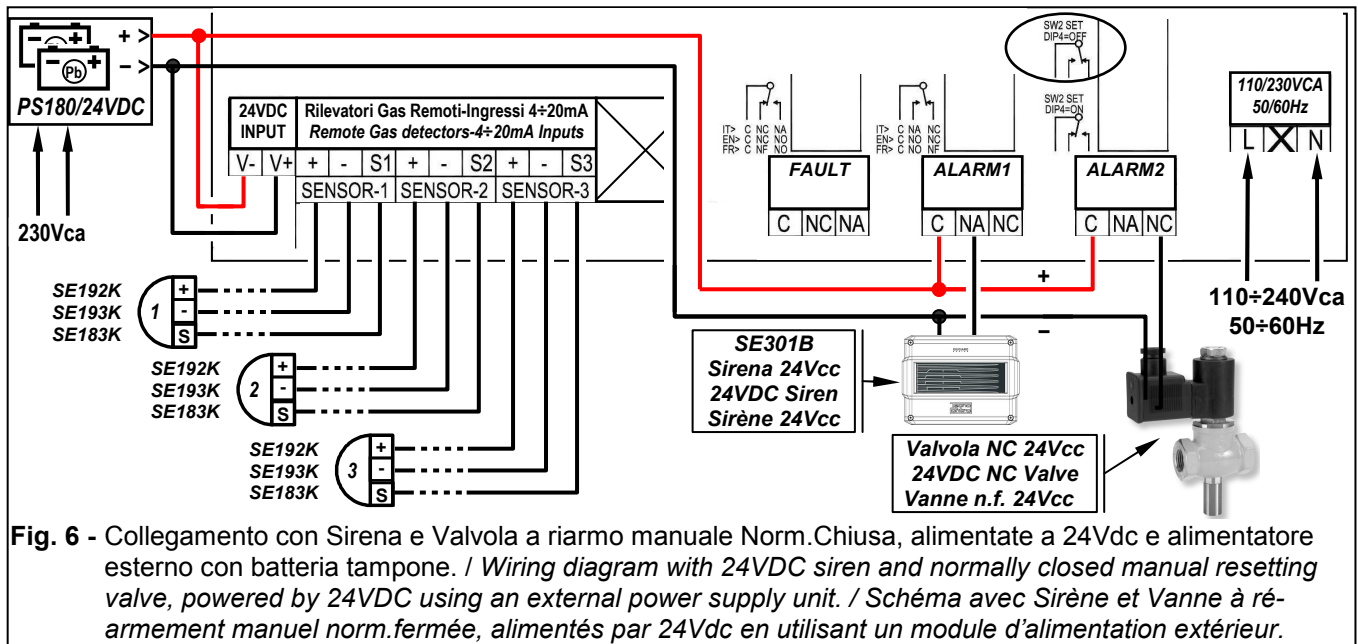 + >
- +
- + - >
Pb
PS180/24VDC
230Vca
24VDC INPUT
Rilevatori Gas Remoti-Ingressi 4÷20mA
Remote Gas detectors-4÷20mA Inputs
V- V+ + - S1 + - S2 + - S3
SENSOR-1 SENSOR-2 SENSOR-3
IT> C NC NA
EN> C NC NO
FR> C NF NO
FAULT
C NC NA
IT> C NA NC
EN> C NO NC
FR> C NO NF
ALARM1
C NA NC
SW2 SET
DIP4=OFF
SW2 SET
DIP4=ON
ALARM2
C NA NC
110/230VCA
50/60Hz
L X N
110÷240Vca
50÷60Hz
+
−
SE192K
SE193K
SE183K
1
+
-
S
SE192K
SE193K
SE183K
2
+
-
S
SE192K
SE193K
SE183K
3
+
-
S
SE301B
Sirena 24Vcc
24VDC Siren
Sirène 24Vcc
Valvola NC 24Vcc
24VDC NC Valve
Vanne n.f. 24Vcc
Fig. 6 - Collegamento con Sirena e Valvola a riarmo manuale Norm.Chiusa, alimentate a 24Vdc e alimentatore
esterno con batteria tampone. / Wiring diagram with 24VDC siren and normally closed manual resetting
valve, powered by 24VDC using an external power supply unit. / Schéma avec Sirène et Vanne à ré-
armement manuel norm.fermée, alimentés par 24Vdc en utilisant un module d'alimentation extérieur.